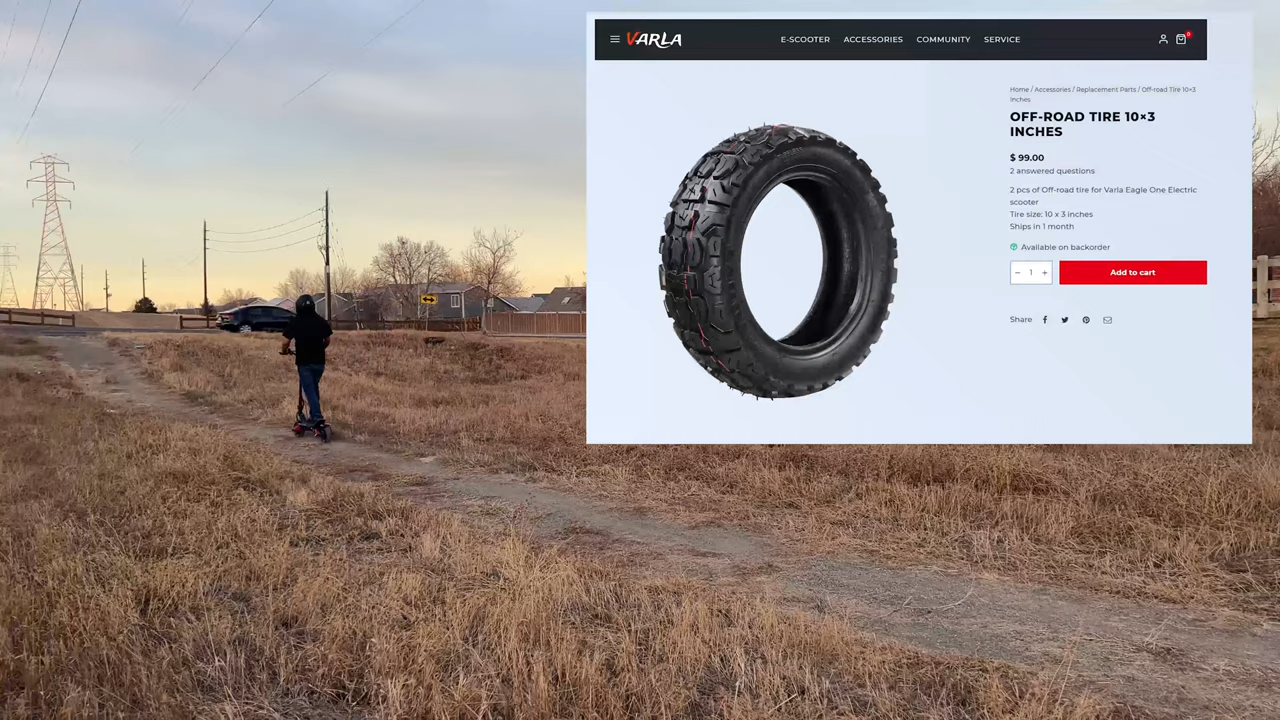 VARLA
E-SCOOTER
ACCESSORIES
COMMUNITY
SERVICE
0
Home / Accessories / Replacement Parts / Off-road Tire 10×3
Inches
OFF-ROAD TIRE 10×3
INCHES
$ 99.00
2 answered questions
2 pcs of Off-road tire for Varla Eagle One Electric
scooter
Tire size: 10 x 3 inches
Ships in 1 month
Available on backorder
− 1 +
Add to cart
Share